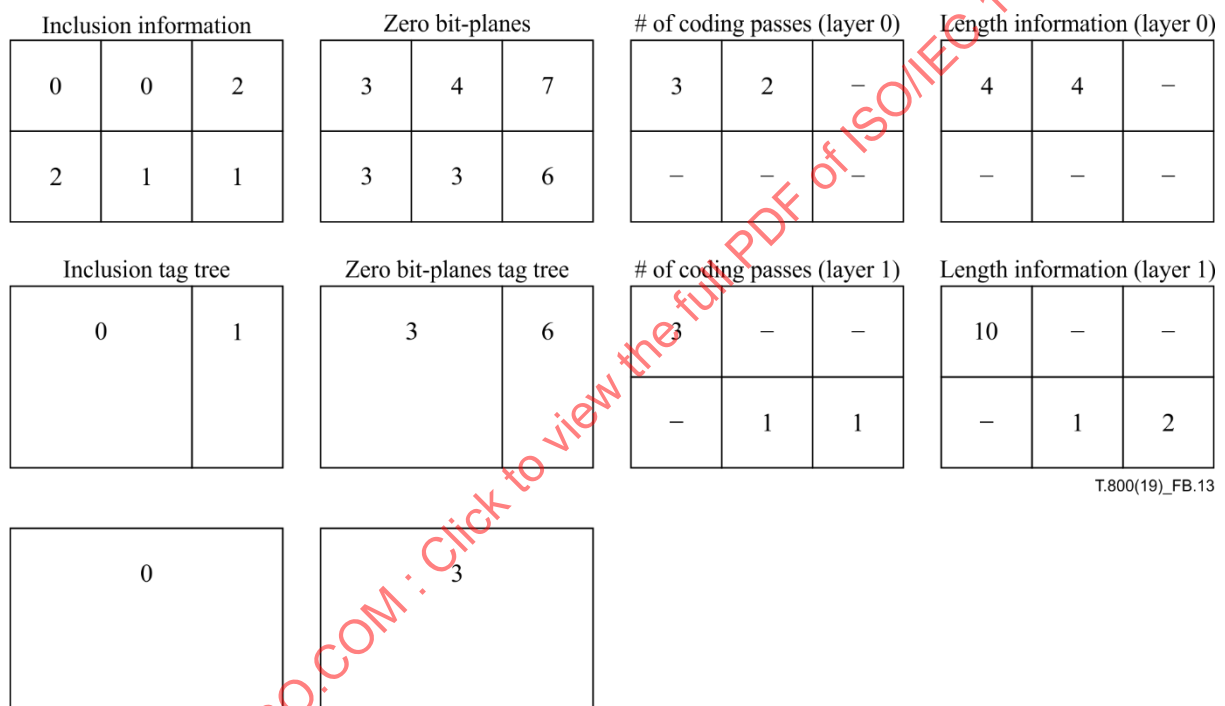 Inclusion information Zero bit-planes # of coding passes (layer 0) Length information (layer 0)
0 0 2 3 4 7 3 2 – 4 4 –
2 1 1 3 3 6 – – – – – –
Inclusion tag tree Zero bit-planes tag tree # of coding passes (layer 1) Length information (layer 1)
0 1 3 6 3 – – 10 – –
– 1 1 – 1 2
T.800(19)_FB.13
0 3
.COM : Click to view the full PDF of ISO/IEC